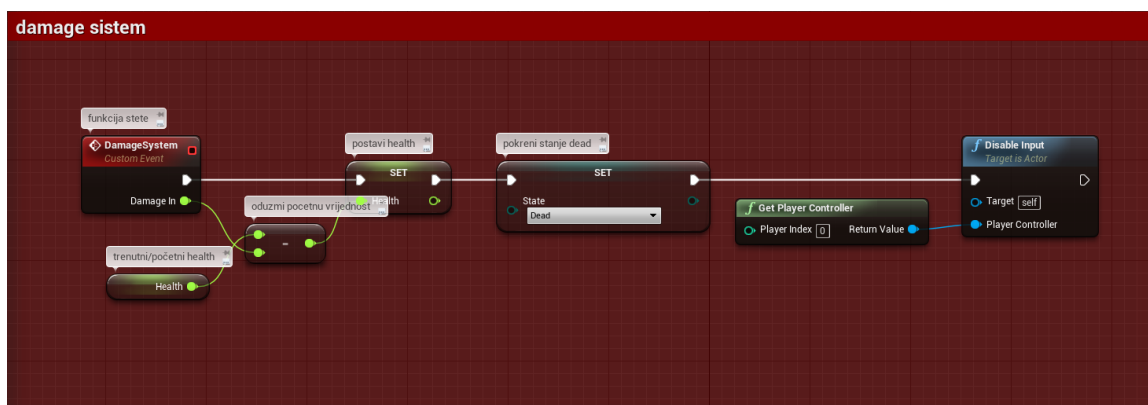 damage sistem
funkcija stete
DamageSystem
Custom Event
Damage In
trenutni/početni health
Health
oduzmi pocetnu vrijednost
-
postavi health
SET
Health
pokreni stanje dead
SET
State
Dead
f Get Player Controller
Player Index 0
Return Value
f Disable Input
Target is Actor
Target self
Player Controller